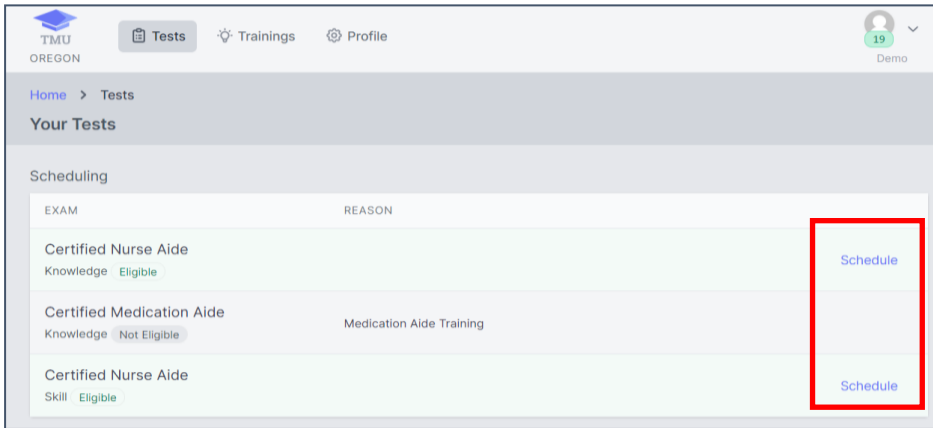 TMU
OREGON
Tests
Trainings
Profile
19
Demo
Home > Tests
Your Tests
Scheduling
EXAM REASON
Certified Nurse Aide
Knowledge Eligible
Schedule
Certified Medication Aide
Knowledge Not Eligible
Medication Aide Training
Certified Nurse Aide
Skill Eligible
Schedule